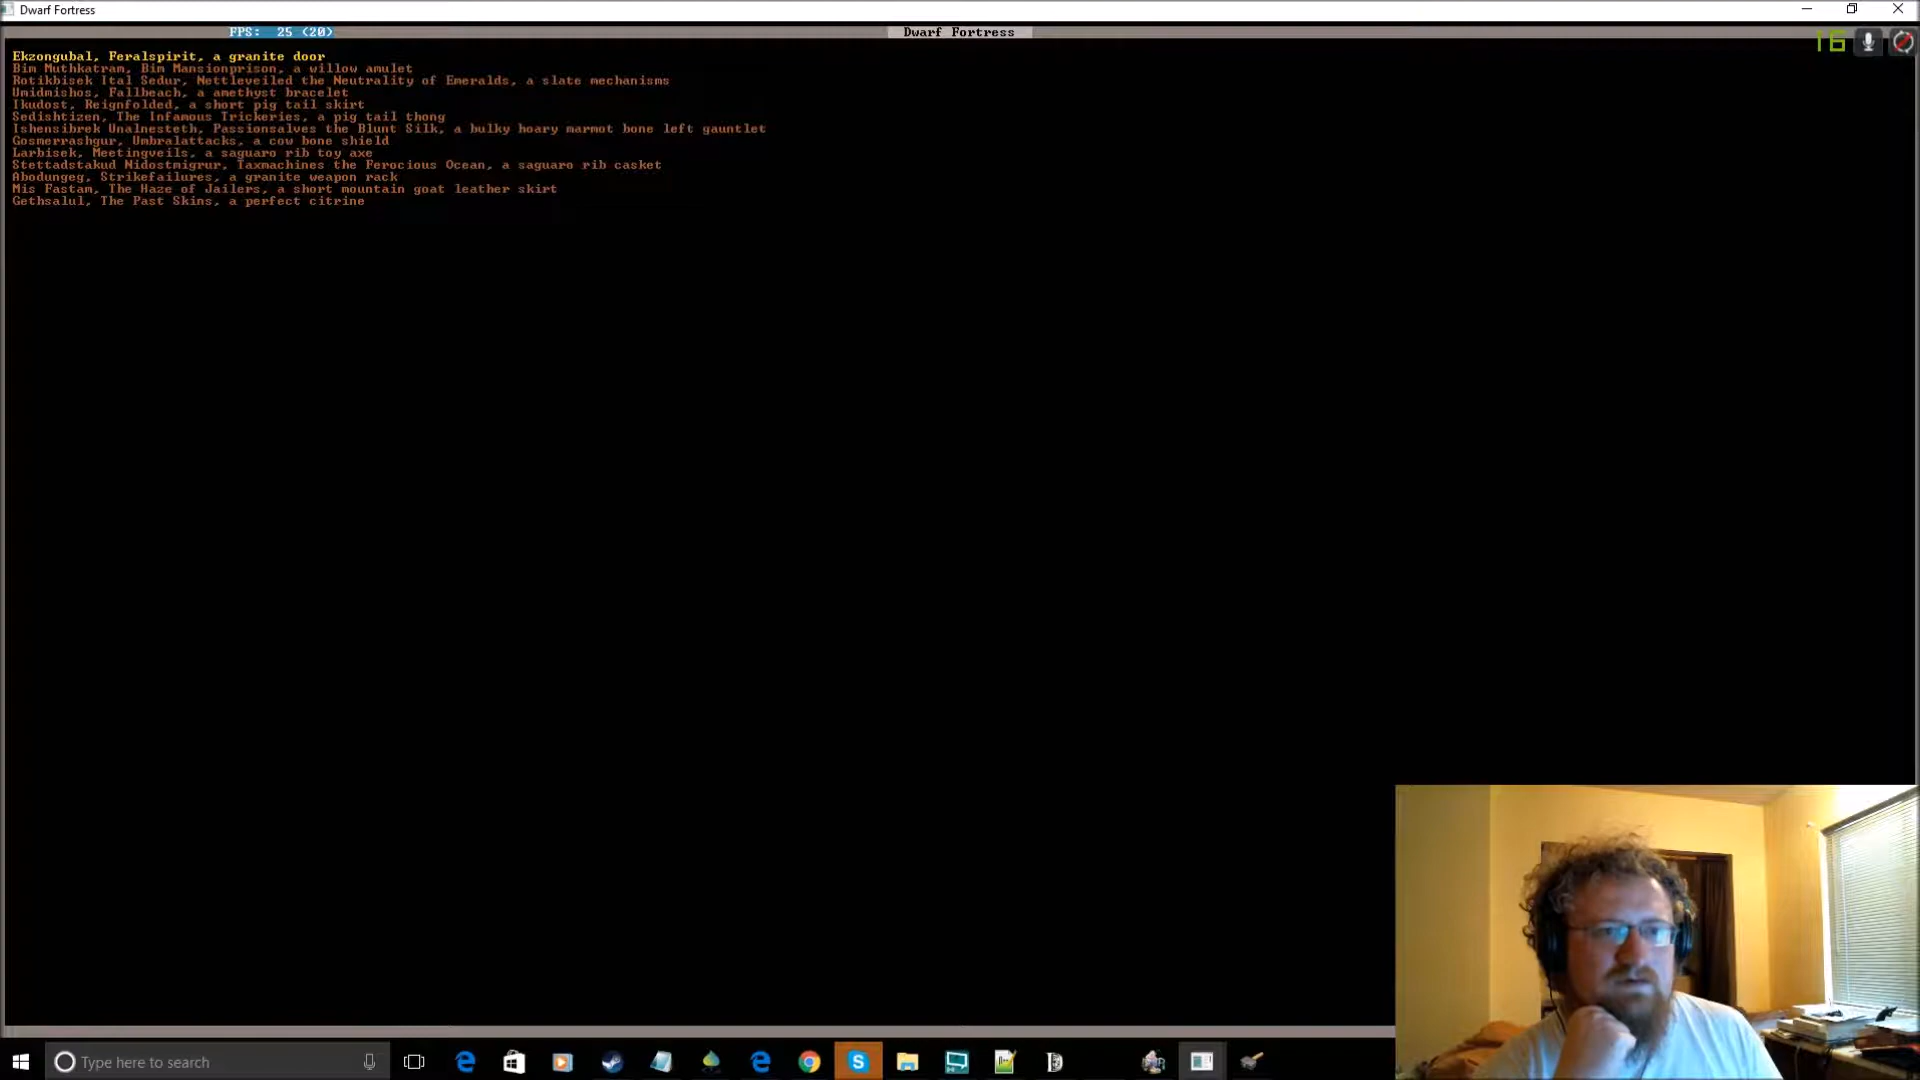 Dwarf Fortress
FPS: 25 (20)
Dwarf Fortress
16
Ekzongubal, Feralspirit, a granite door
Bim Muthkatram, Bim Mansionprison, a willow amulet
Rotikbisek Ital Sedur, Nettleveiled the Neutrality of Emeralds, a slate mechanisms
Umidmishos, Fallbeach, a amethyst bracelet
Ikudost, Reignfolded, a short pig tail skirt
Sedishtizen, The Infamous Trickeries, a pig tail thong
Ishensibrek Unalnesteth, Passionsalves the Blunt Silk, a bulky hoary marmot bone left gauntlet
Gosmerrashgur, Umbralattacks, a cow bone shield
Larbisek, Meetingveils, a saguaro rib toy axe
Stettadstakud Nidostmigrur, Taxmachines the Ferocious Ocean, a saguaro rib casket
Abodungeg, Strikefailures, a granite weapon rack
Mis Fastam, The Haze of Jailers, a short mountain goat leather skirt
Gethsalul, The Past Skins, a perfect citrine
Type here to search